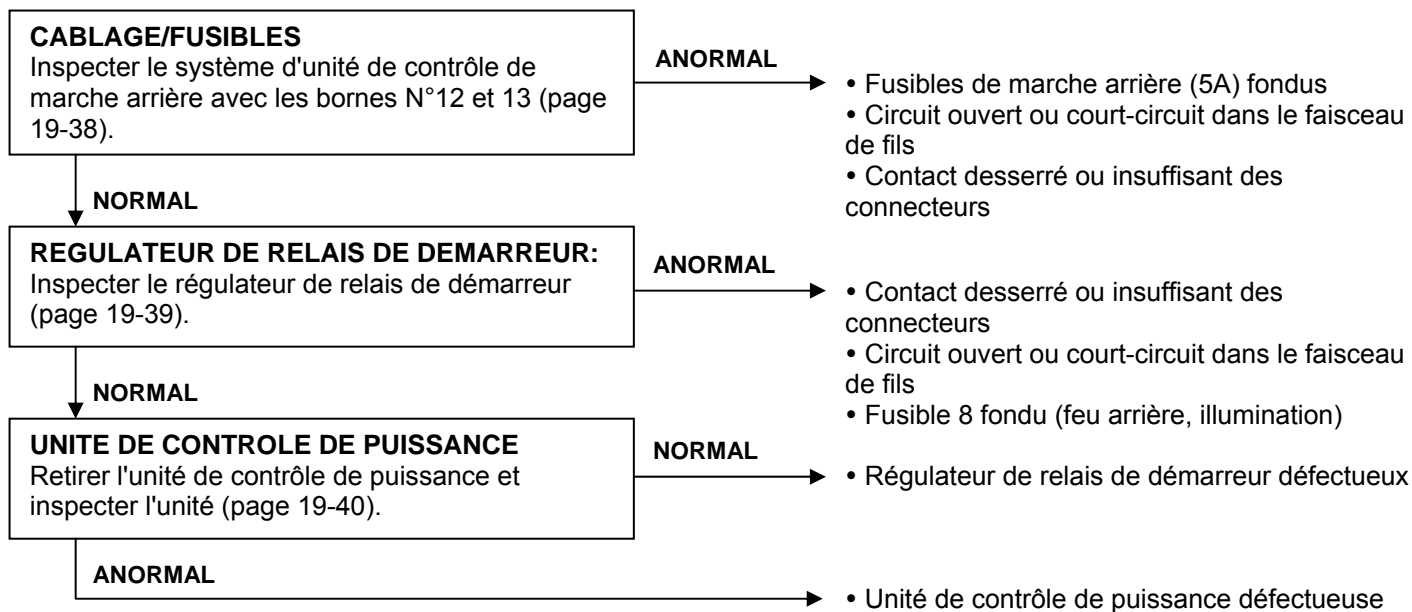 CABLAGE/FUSIBLES
Inspecter le système d'unité de contrôle de
marche arrière avec les bornes N°12 et 13 (page
19-38).
ANORMAL
• Fusibles de marche arrière (5A) fondus
• Circuit ouvert ou court-circuit dans le faisceau
de fils
• Contact desserré ou insuffisant des
connecteurs
NORMAL
REGULATEUR DE RELAIS DE DEMARREUR:
Inspecter le régulateur de relais de démarreur
(page 19-39).
ANORMAL
• Contact desserré ou insuffisant des
connecteurs
• Circuit ouvert ou court-circuit dans le faisceau
de fils
• Fusible 8 fondu (feu arrière, illumination)
NORMAL
UNITE DE CONTROLE DE PUISSANCE
Retirer l'unité de contrôle de puissance et
inspecter l'unité (page 19-40).
NORMAL
• Régulateur de relais de démarreur défectueux
ANORMAL
• Unité de contrôle de puissance défectueuse